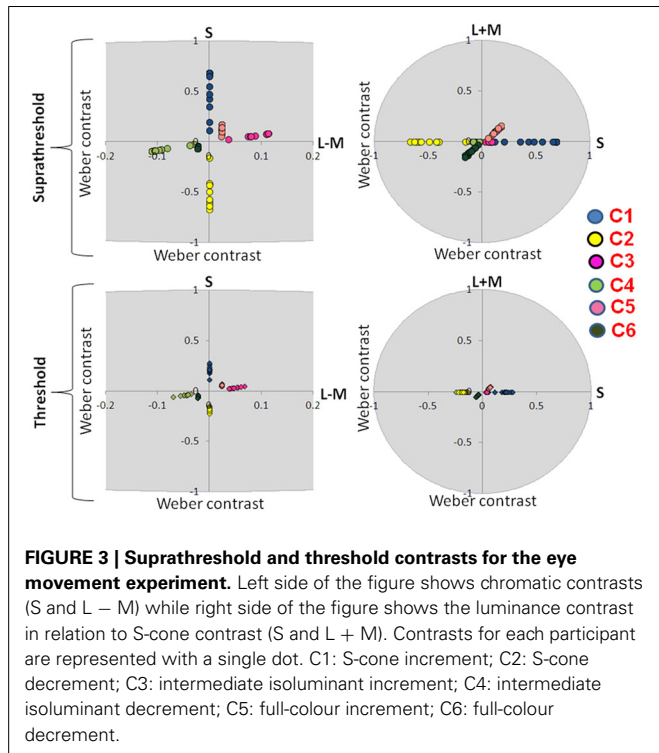 S
1
0.5
Weber contrast
L-M
-0.2
-0.1
0
0.1
0.2
-0.5
-1
Weber contrast
Suprathreshold
L+M
1
0.5
Weber contrast
S
-1
-0.5
0
0.5
1
-0.5
-1
Weber contrast
C1
C2
C3
C4
C5
C6
S
1
0.5
Weber contrast
L-M
-0.2
-0.1
0
0.1
0.2
-0.5
-1
Weber contrast
Threshold
L+M
1
0.5
Weber contrast
S
-1
-0.5
0
0.5
1
-0.5
-1
Weber contrast
FIGURE 3 | Suprathreshold and threshold contrasts for the eye
movement experiment. Left side of the figure shows chromatic contrasts
(S and L − M) while right side of the figure shows the luminance contrast
in relation to S-cone contrast (S and L + M). Contrasts for each participant
are represented with a single dot. C1: S-cone increment; C2: S-cone
decrement; C3: intermediate isoluminant increment; C4: intermediate
isoluminant decrement; C5: full-colour increment; C6: full-colour
decrement.